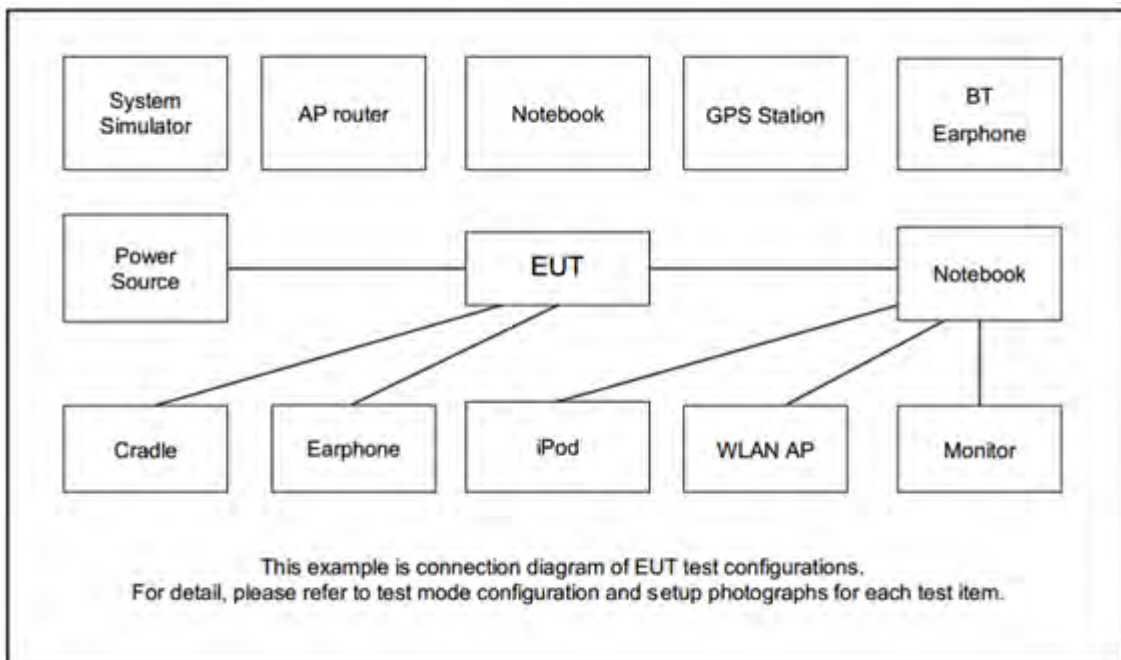 System
Simulator
AP router
Notebook
GPS Station
BT
Earphone
Power
Source
EUT
Notebook
Cradle
Earphone
iPod
WLAN AP
Monitor
This example is connection diagram of EUT test configurations.
For detail, please refer to test mode configuration and setup photographs for each test item.